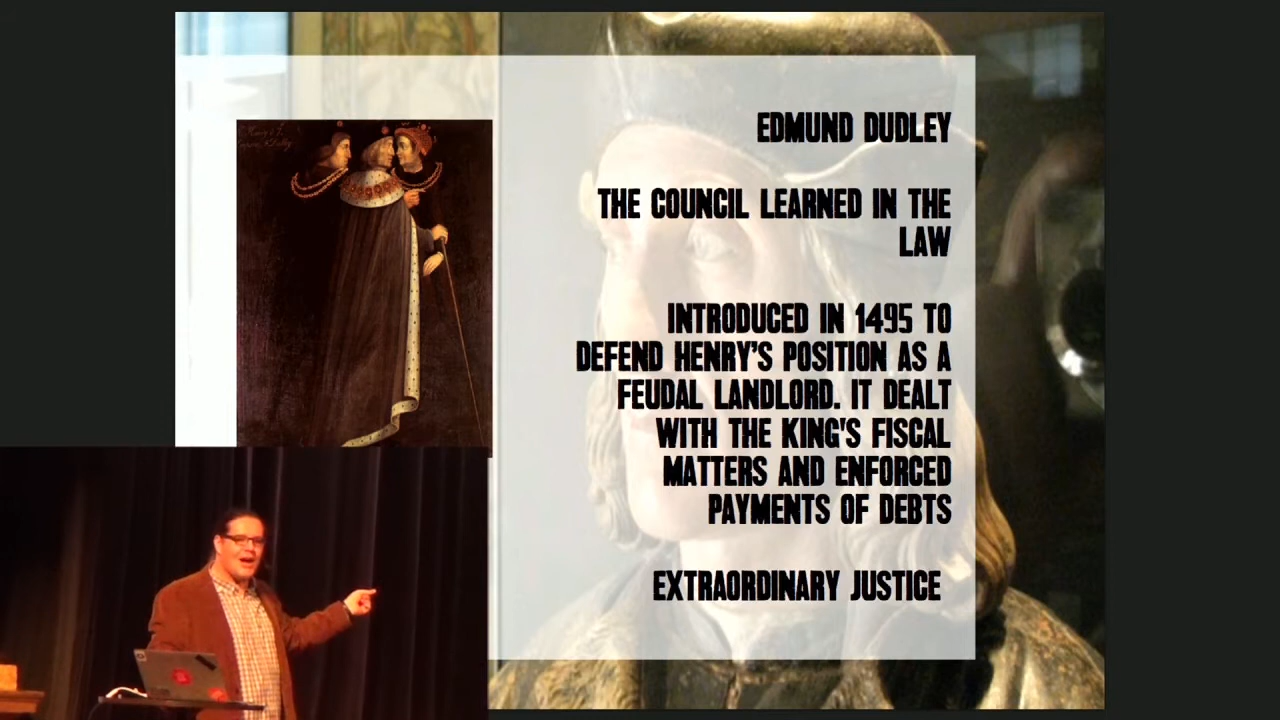 EDMUND DUDLEY
THE COUNCIL LEARNED IN THE
LAW
INTRODUCED IN 1495 TO
DEFEND HENRY'S POSITION AS A
FEUDAL LANDLORD. IT DEALT
WITH THE KING'S FISCAL
MATTERS AND ENFORCED
PAYMENTS OF DEBTS
EXTRAORDINARY JUSTICE